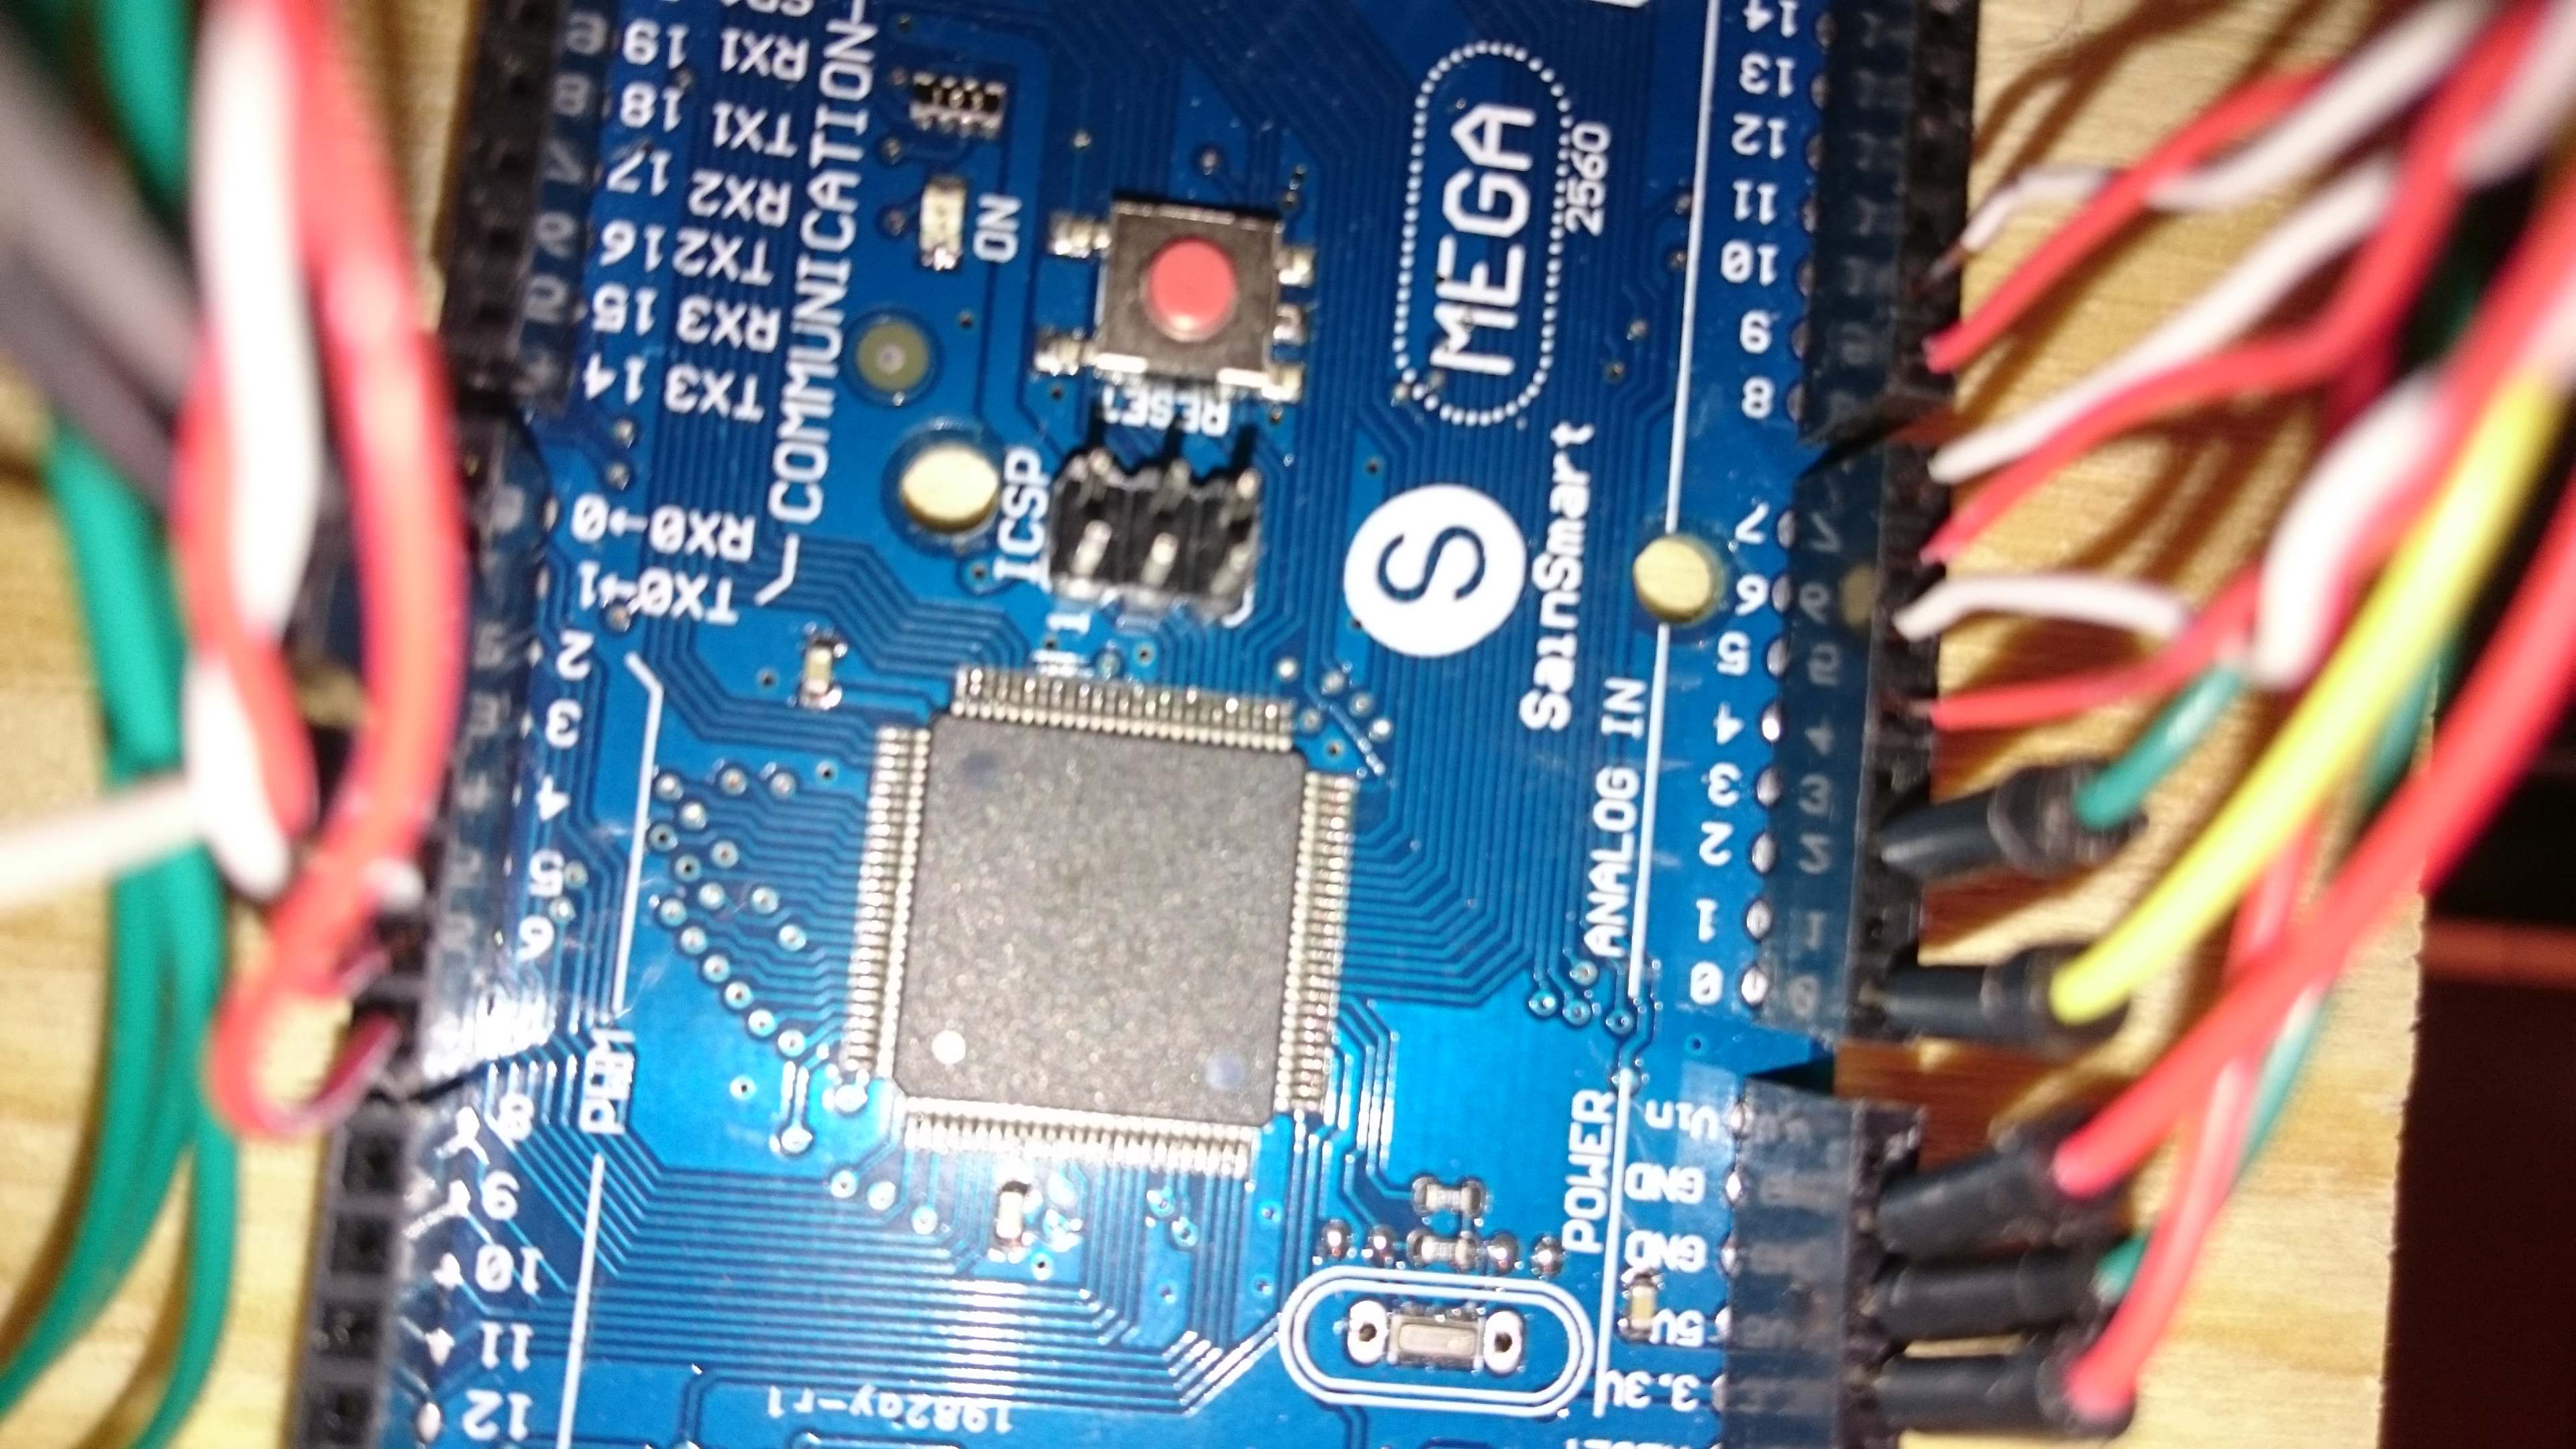 RESET
3.3V
5V
GND
GND
Vin
POWER
0
1
2
3
4
5
6
7
ANALOG IN
8
9
10
11
12
13
14
1982ay-r1
SainSmart
S
MEGA
2560
1
ICSP
RESET
ON
12
11
10
9
8
PWM
6
5
4
3
2
TX0→1
RX0→0
COMMUNICATION
TX3 14
RX3 15
TX2 16
RX2 17
TX1 18
RX1 19